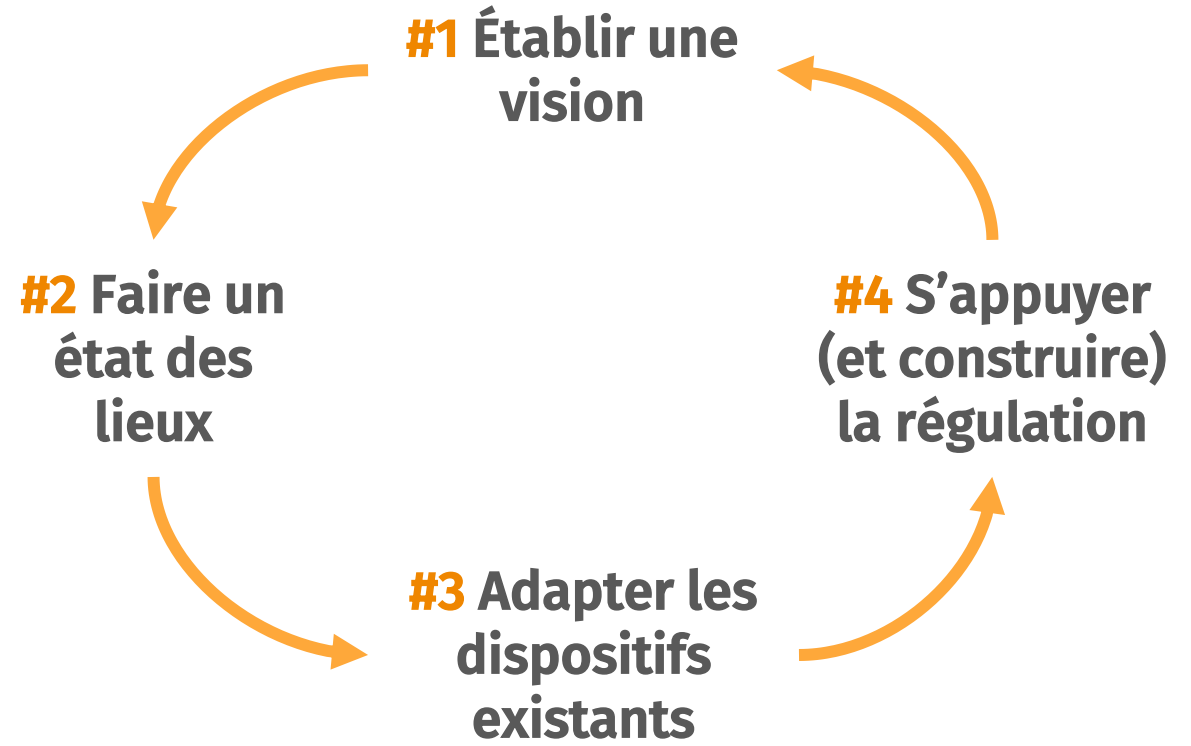 #1 Établir une
vision
#2 Faire un
état des
lieux
#3 Adapter les
dispositifs
existants
#4 S’appuyer
(et construire)
la régulation